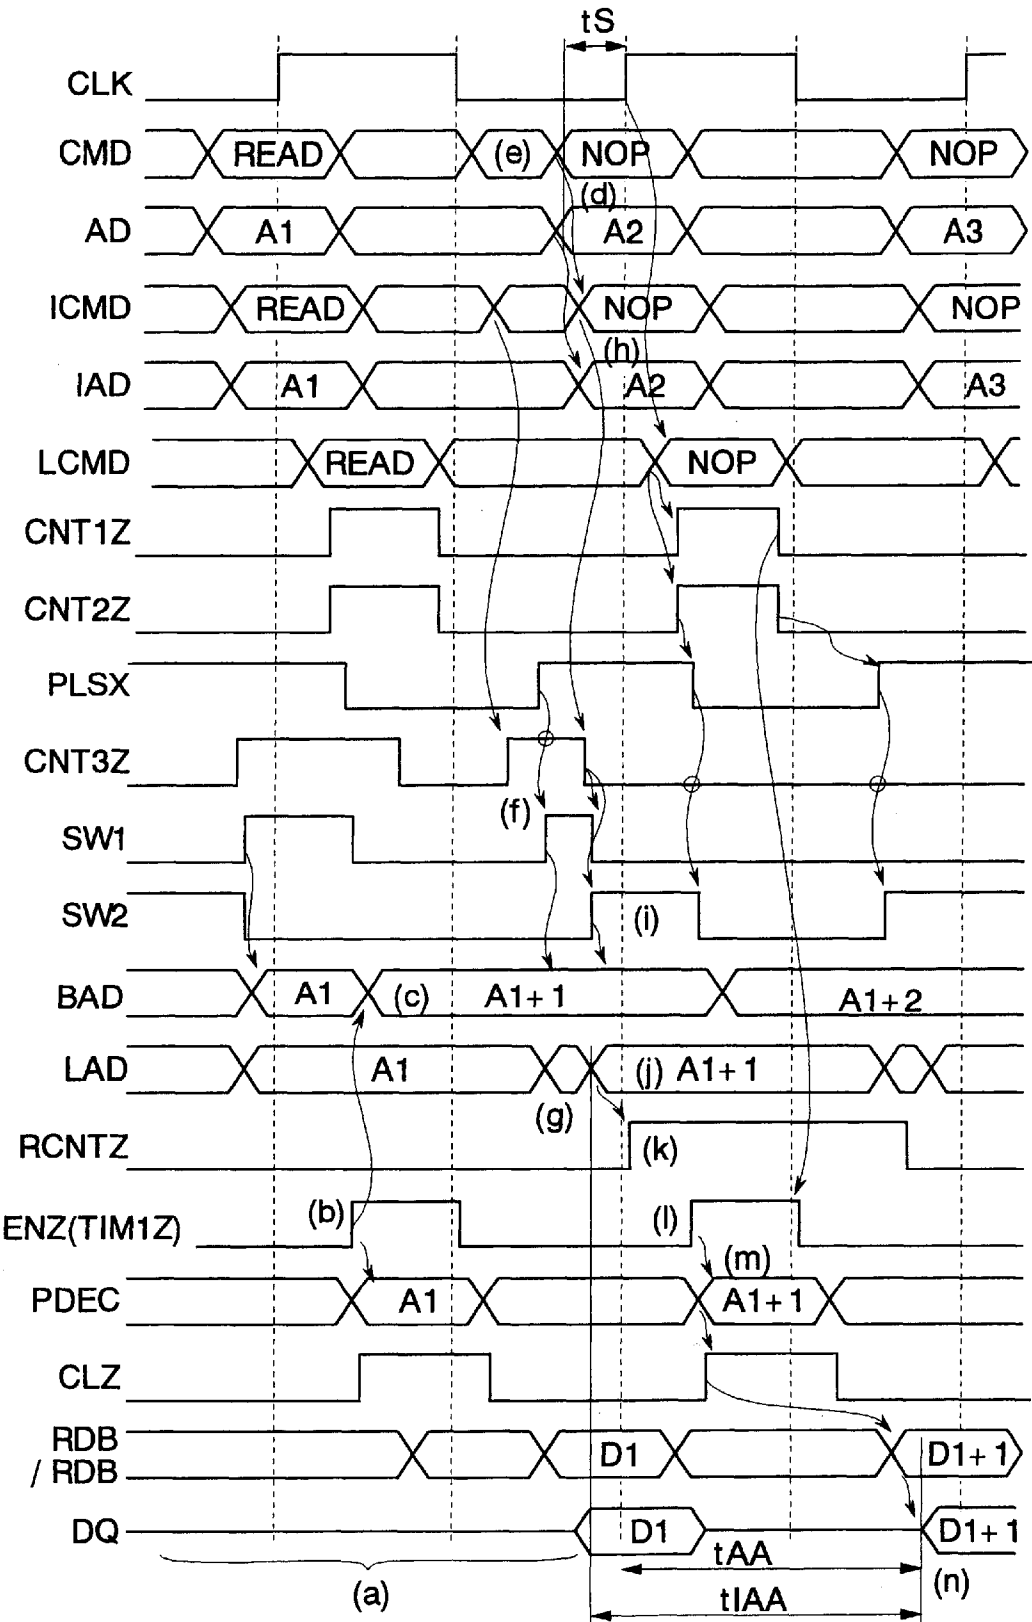 tS
CLK
CMD READ (e) NOP NOP
(d)
AD A1 A2 A3
ICMD READ NOP NOP
(h)
IAD A1 A2 A3
LCMD READ NOP
CNT1Z
CNT2Z
PLSX
CNT3Z
(f)
SW1
SW2 (i)
BAD A1 (c) A1+1 A1+2
LAD A1 (j) A1+1
(g)
RCNTZ (k)
ENZ(TIM1Z) (b) (l)
(m)
PDEC A1 A1+1
CLZ
RDB
/ RDB D1 D1+1
DQ D1 D1+1
tAA
(a) (n)
tIAA